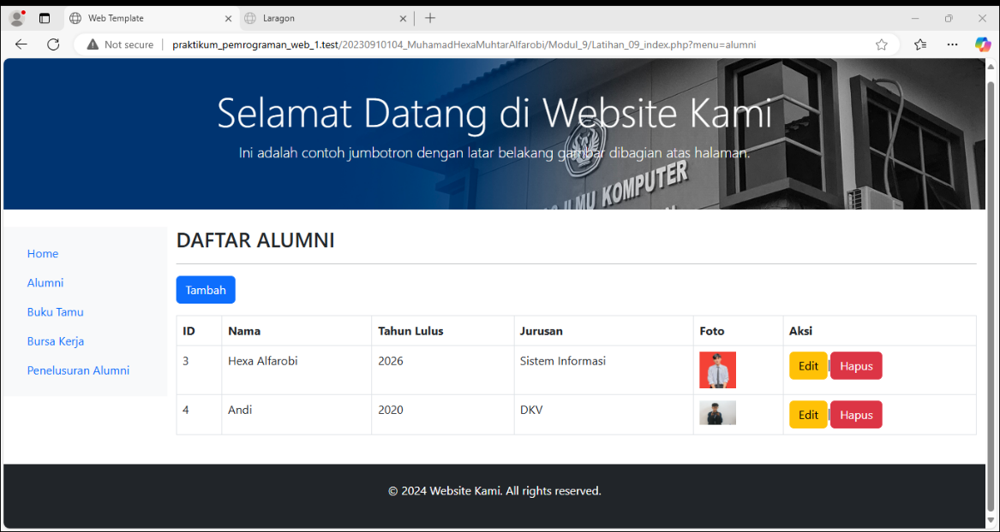 Web Template
Laragon
Not secure
praktikum_pemrograman_web_1.test/20230910104_MuhamadHexaMuhtarAlfarobi/Modul_9/Latihan_09_index.php?menu=alumni
Selamat Datang di Website Kami
Ini adalah contoh jumbotron dengan latar belakang gambar dibagian atas halaman.
ILMU KOMPUTER
Home
Alumni
Buku Tamu
Bursa Kerja
Penelusuran Alumni
DAFTAR ALUMNI
Tambah
ID Nama Tahun Lulus Jurusan Foto Aksi
3 Hexa Alfarobi 2026 Sistem Informasi Edit | Hapus
4 Andi 2020 DKV Edit | Hapus
© 2024 Website Kami. All rights reserved.